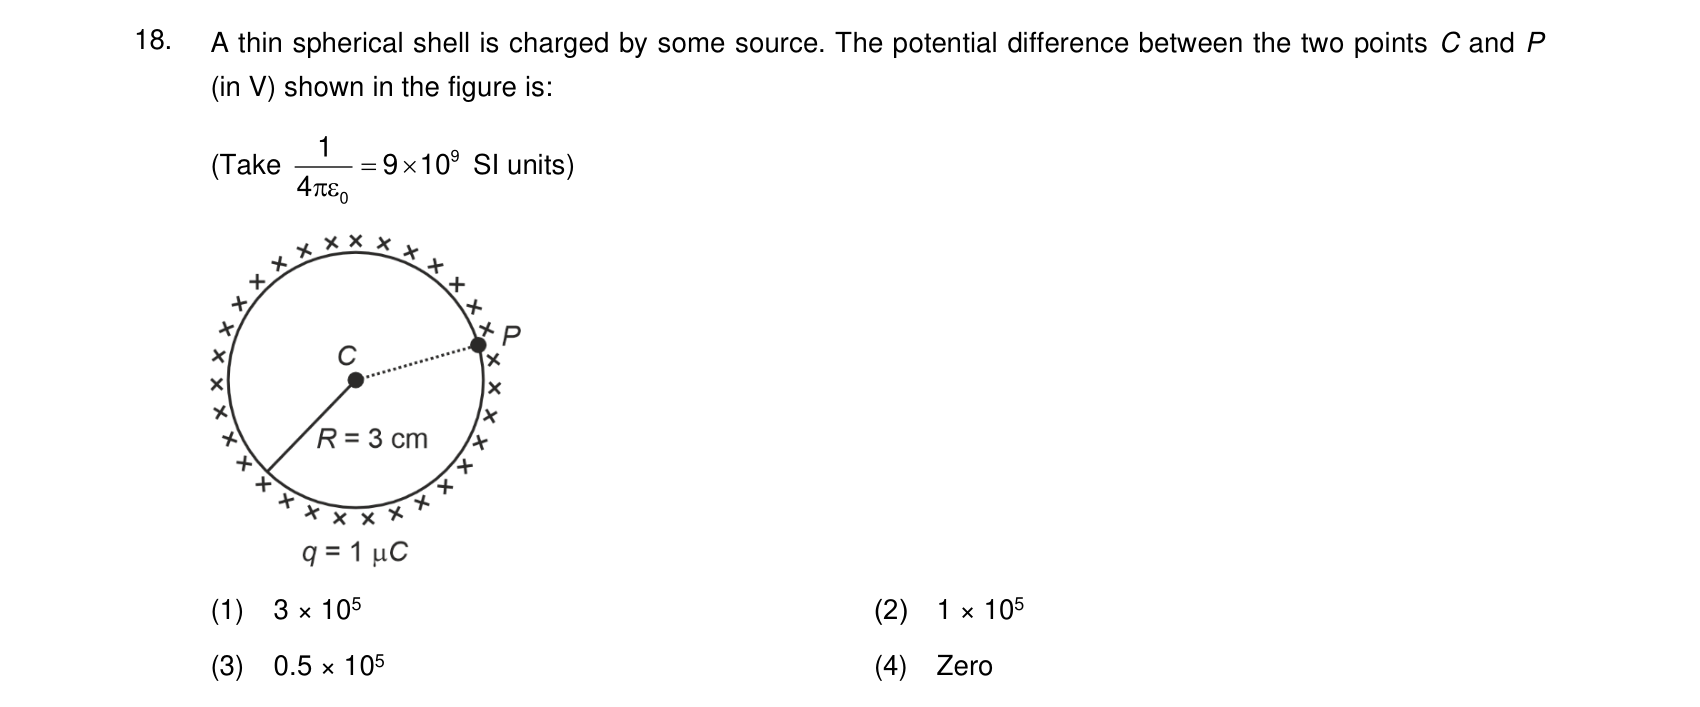 18. A thin spherical shell is charged by some source. The potential difference between the two points C and P
(in V) shown in the figure is:
(Take 1/4πε₀ = 9×10⁹ SI units)
P
C
R = 3 cm
q = 1 μC
(1) 3 × 10⁵ (2) 1 × 10⁵
(3) 0.5 × 10⁵ (4) Zero